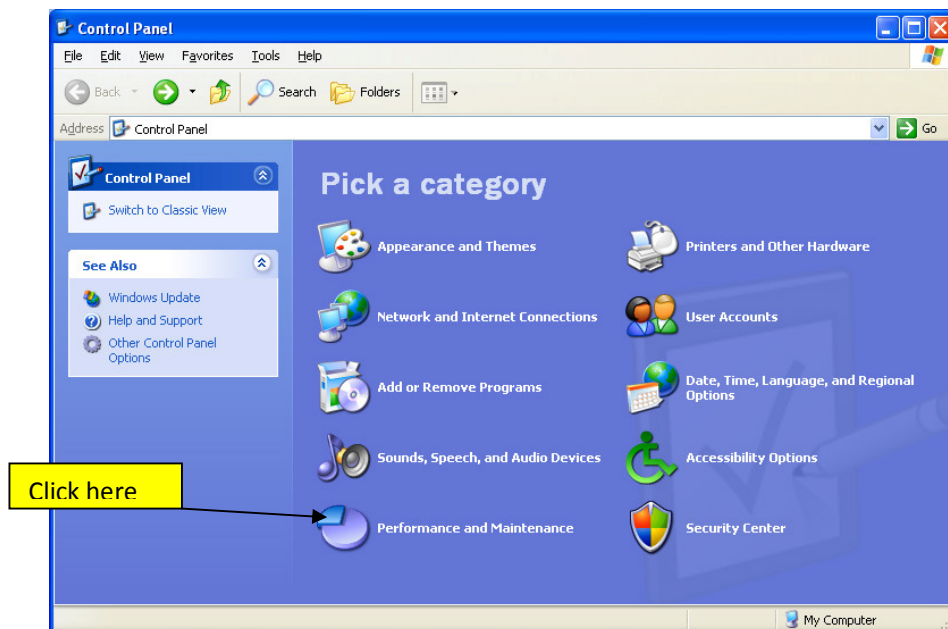 Control Panel
File Edit View Favorites Tools Help
Back Search Folders
Address Control Panel Go
Control Panel
Switch to Classic View
See Also
Windows Update
Help and Support
Other Control Panel
Options
Pick a category
Appearance and Themes
Printers and Other Hardware
Network and Internet Connections
User Accounts
Add or Remove Programs
Date, Time, Language, and Regional
Options
Sounds, Speech, and Audio Devices
Accessibility Options
Click here
Performance and Maintenance
Security Center
My Computer